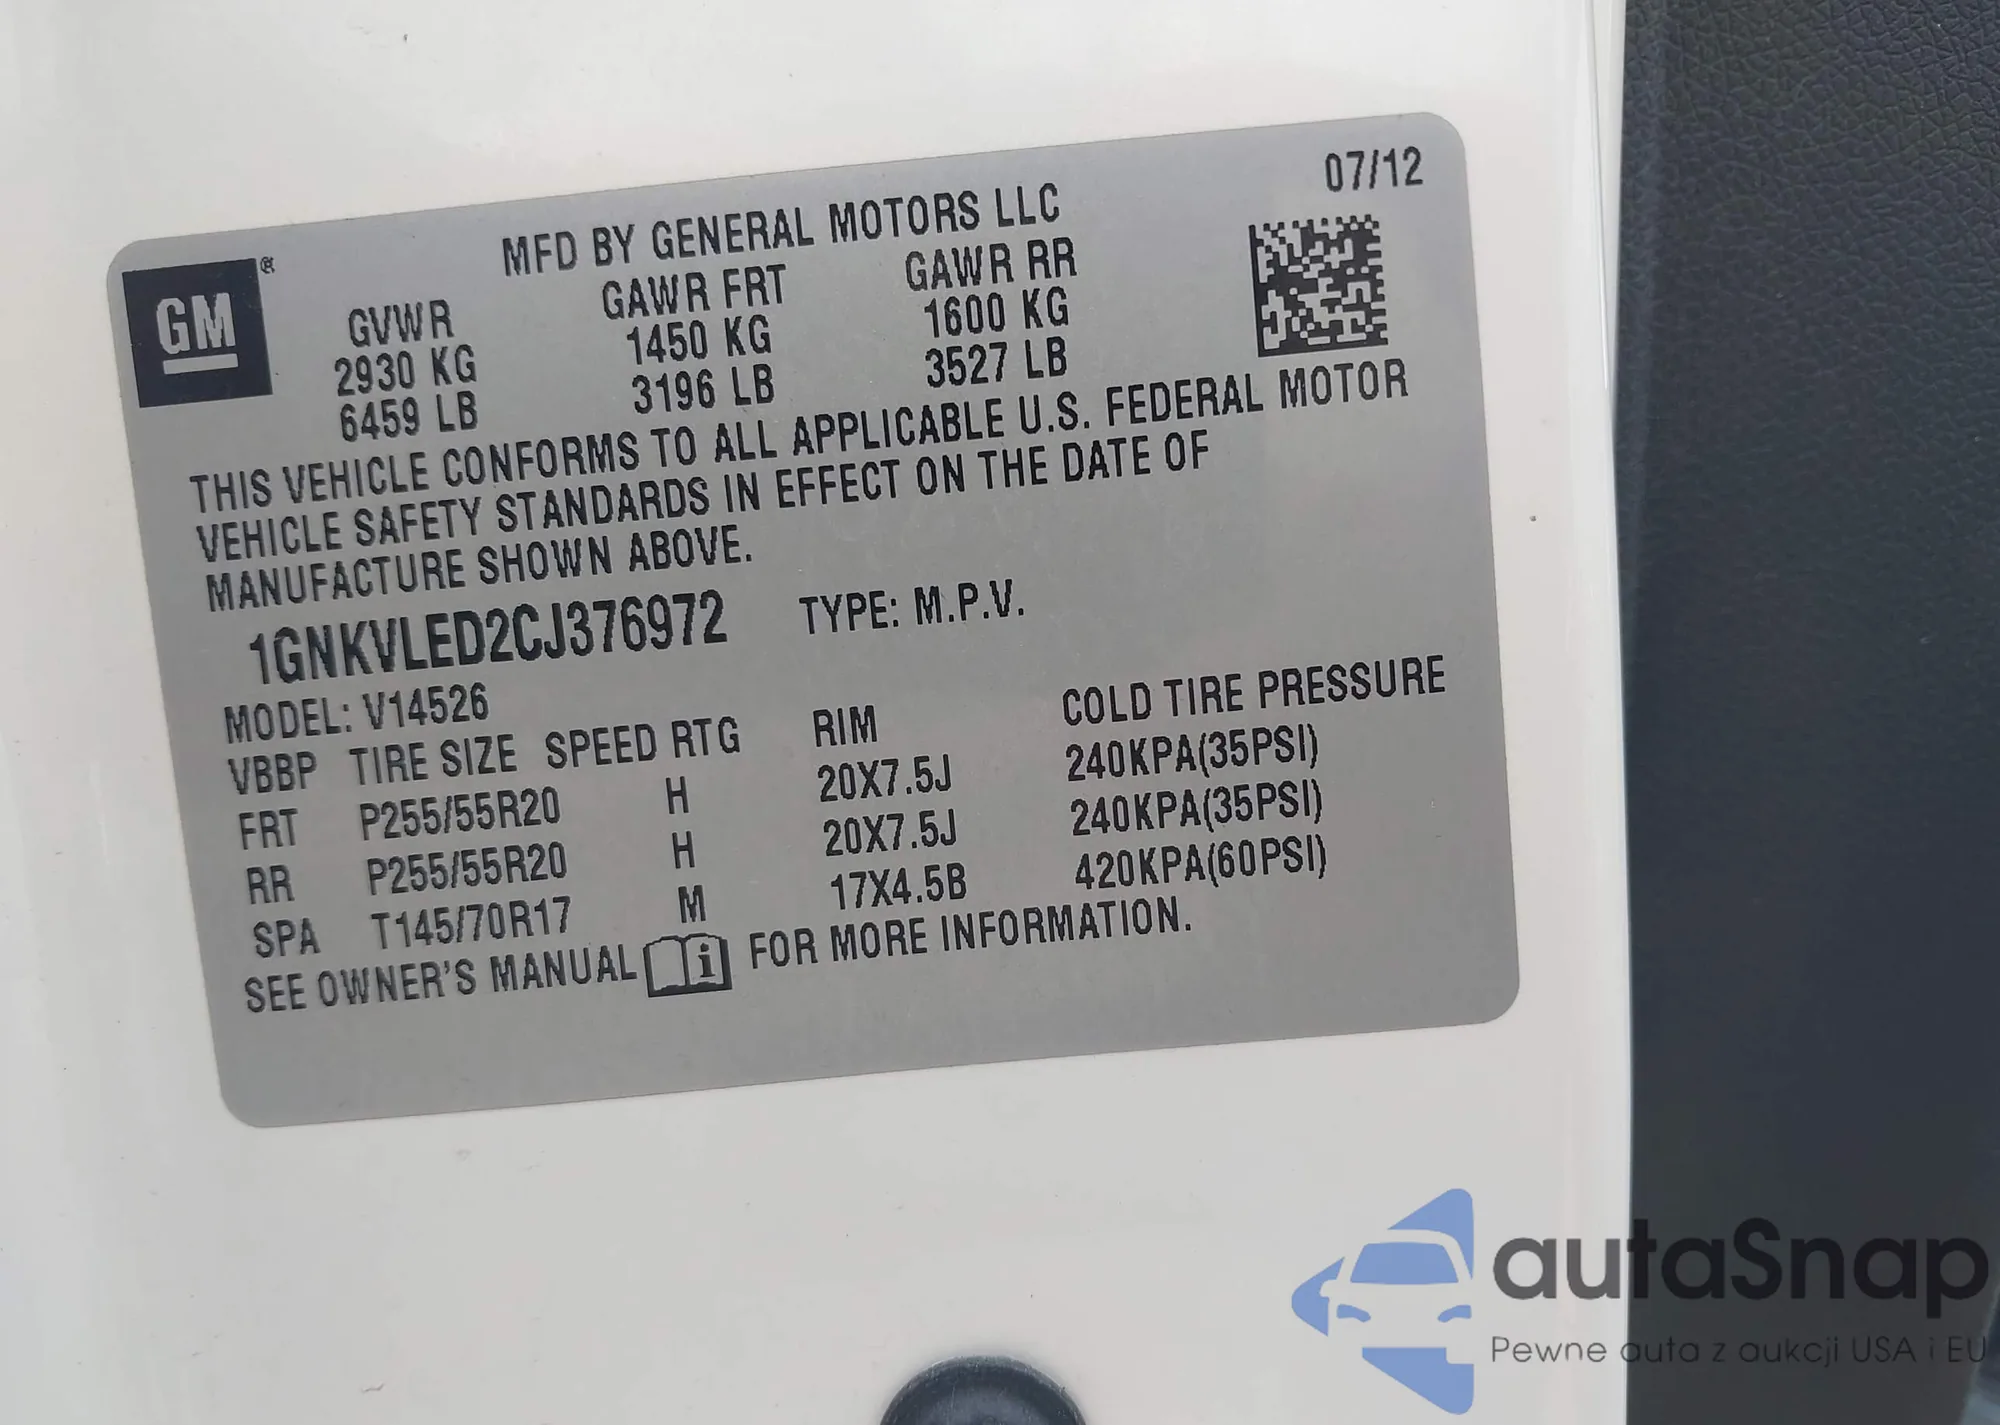 07/12
MFD BY GENERAL MOTORS LLC
GM®
GVWR GAWR FRT GAWR RR
2930 KG 1450 KG 1600 KG
6459 LB 3196 LB 3527 LB
THIS VEHICLE CONFORMS TO ALL APPLICABLE U.S. FEDERAL MOTOR
VEHICLE SAFETY STANDARDS IN EFFECT ON THE DATE OF
MANUFACTURE SHOWN ABOVE.
1GNKVLED2CJ376972 TYPE: M.P.V.
MODEL: V14526
VBBP TIRE SIZE SPEED RTG RIM COLD TIRE PRESSURE
FRT P255/55R20 H 20X7.5J 240KPA(35PSI)
RR P255/55R20 H 20X7.5J 240KPA(35PSI)
SPA T145/70R17 M 17X4.5B 420KPA(60PSI)
SEE OWNER'S MANUAL i FOR MORE INFORMATION.
autaSnap
Pewne auta z aukcji USA i EU